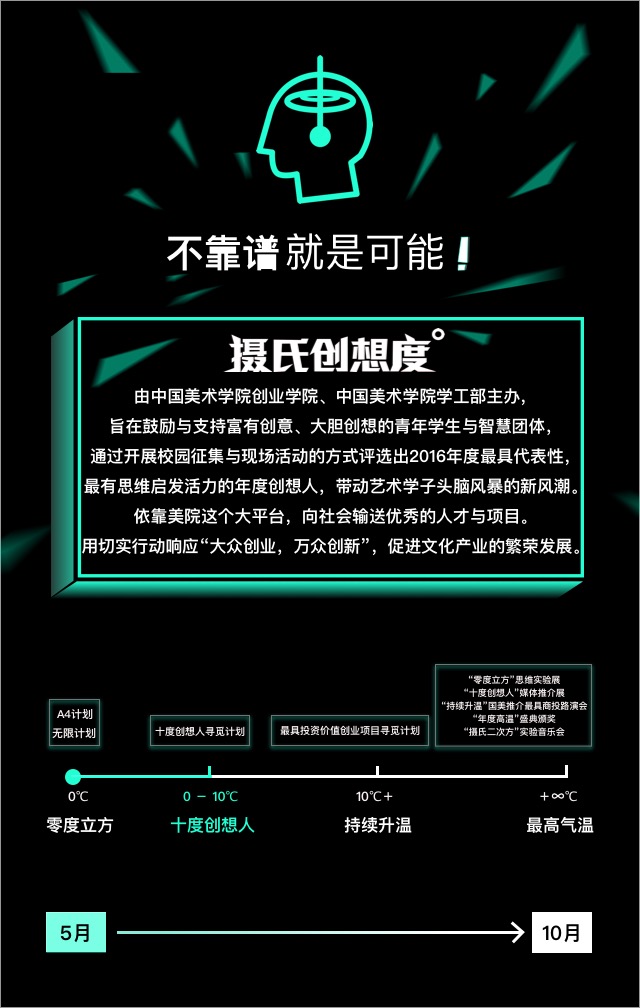 不靠谱就是可能！
摄氏创想度°
由中国美术学院创业学院、中国美术学院学工部主办，
旨在鼓励与支持富有创意、大胆创想的青年学生与智慧团体，
通过开展校园征集与现场活动的方式评选出2016年度最具代表性，
最有思维启发活力的年度创想人，带动艺术学子头脑风暴的新风潮。
依靠美院这个大平台，向社会输送优秀的人才与项目。
用切实行动响应“大众创业，万众创新”，促进文化产业的繁荣发展。
A4计划
无限计划
十度创想人寻觅计划
最具投资价值创业项目寻觅计划
“零度立方”思维实验展
“十度创想人”媒体推介展
“持续升温”国美推介最具商投路演会
“年度高温”盛典颁奖
“摄氏二次方”实验音乐会
0℃
0 － 10℃
10℃＋
＋∞℃
零度立方
十度创想人
持续升温
最高气温
5月
10月